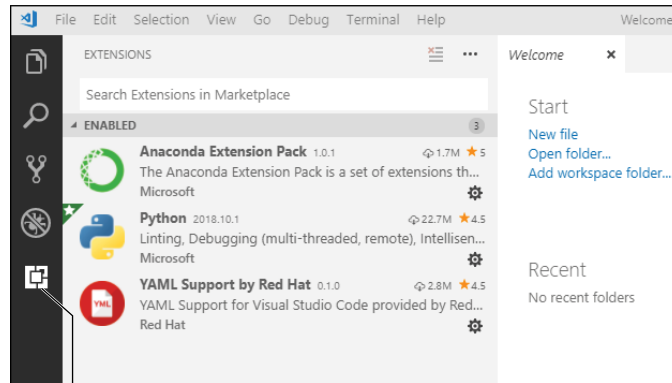 File Edit Selection View Go Debug Terminal Help
Welcome
EXTENSIONS
Search Extensions in Marketplace
ENABLED 3
Anaconda Extension Pack 1.0.1 1.7M 5
The Anaconda Extension Pack is a set of extensions th...
Microsoft
Python 2018.10.1 22.7M 4.5
Linting, Debugging (multi-threaded, remote), Intellisen...
Microsoft
YML
YAML Support by Red Hat 0.1.0 2.8M 4.5
YAML Support for Visual Studio Code provided by Red...
Red Hat
Welcome
Start
New file
Open folder...
Add workspace folder...
Recent
No recent folders